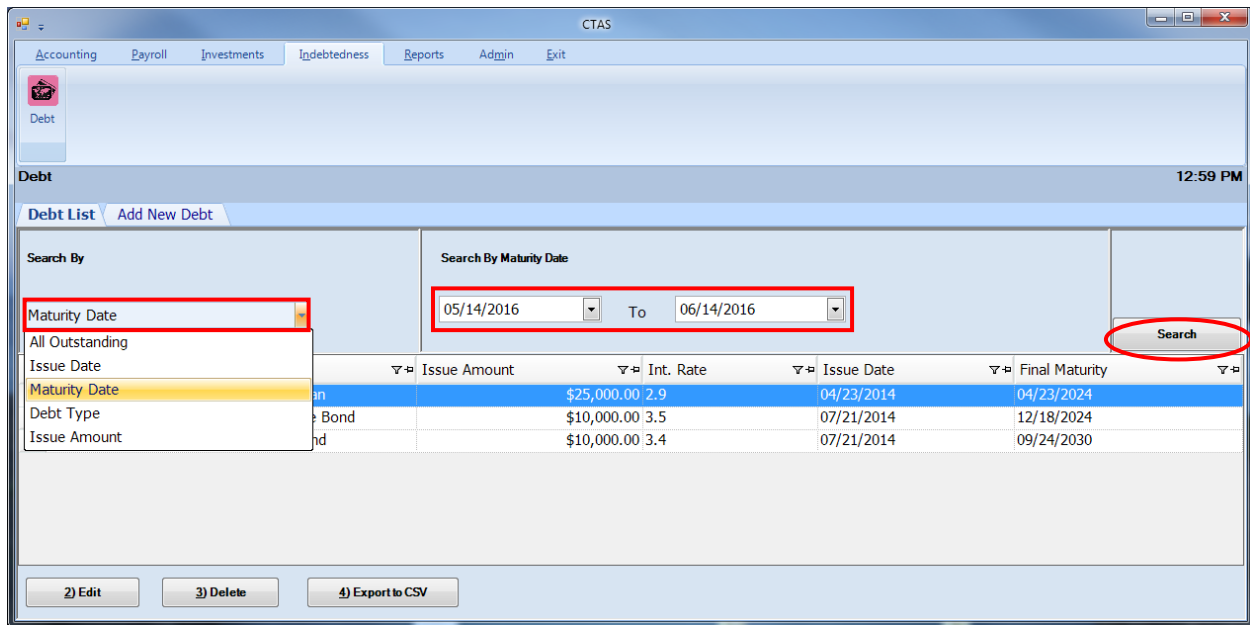 CTAS
Accounting Payroll Investments Indebtedness Reports Admin Exit
Debt
Debt 12:59 PM
Debt List Add New Debt
Search By Search By Maturity Date
Maturity Date 05/14/2016 To 06/14/2016
Search
All Outstanding
Issue Date
Maturity Date
Debt Type
Issue Amount
Issue Amount Int. Rate Issue Date Final Maturity
an $25,000.00 2.9 04/23/2014 04/23/2024
Bond $10,000.00 3.5 07/21/2014 12/18/2024
nd $10,000.00 3.4 07/21/2014 09/24/2030
2) Edit 3) Delete 4) Export to CSV